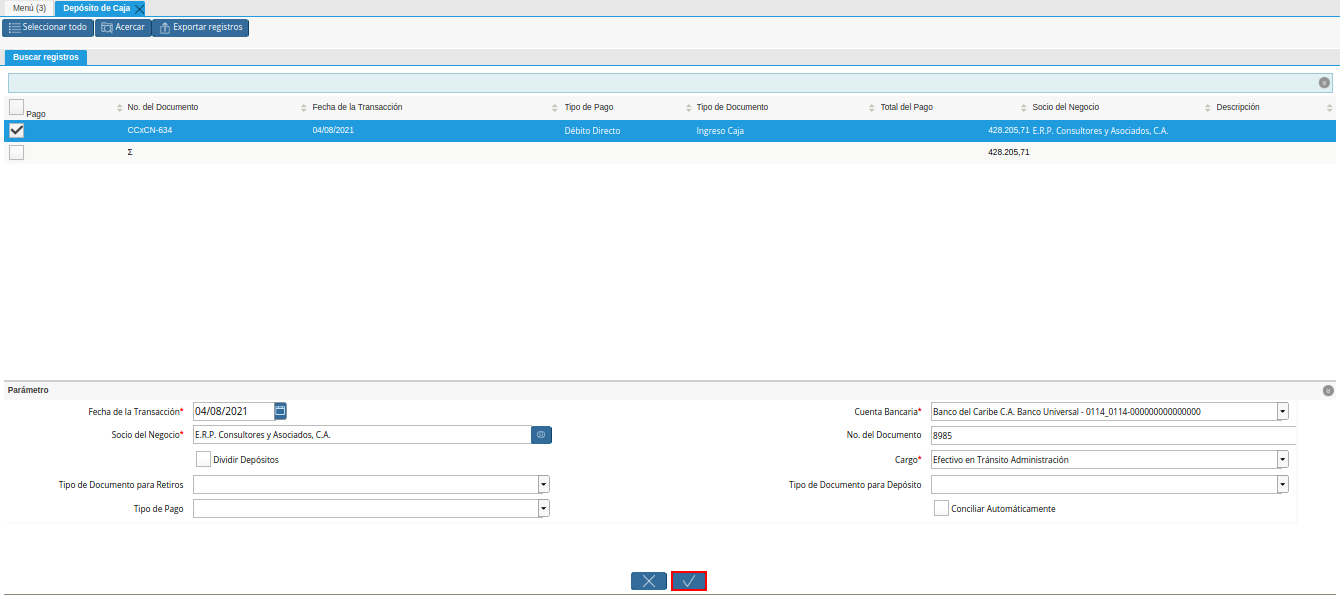 Menú (3) Depósito de Caja
Seleccionar todo Acercar Exportar registros
Buscar registros
Pago No. del Documento Fecha de la Transacción Tipo de Pago Tipo de Documento Total del Pago Socio del Negocio Descripción
CCxCN-634 04/08/2021 Débito Directo Ingreso Caja 428.205,71 E.R.P. Consultores y Asociados, C.A.
Σ 428.205,71
Parámetro
Fecha de la Transacción* 04/08/2021 Cuenta Bancaria* Banco del Caribe C.A. Banco Universal - 0114_0114-000000000000000
Socio del Negocio* E.R.P. Consultores y Asociados, C.A. No. del Documento 8985
Dividir Depósitos Cargo* Efectivo en Tránsito Administración
Tipo de Documento para Retiros Tipo de Documento para Depósito
Tipo de Pago Conciliar Automáticamente